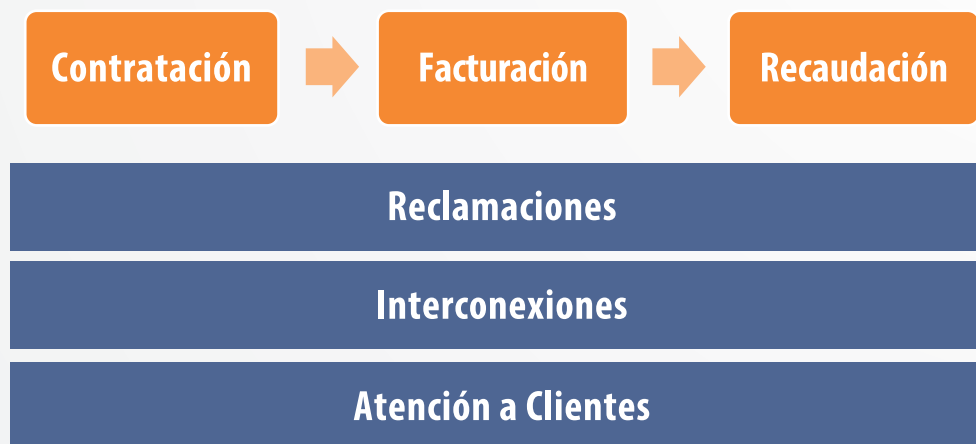 Contratación
Facturación
Recaudación
Reclamaciones
Interconexiones
Atención a Clientes